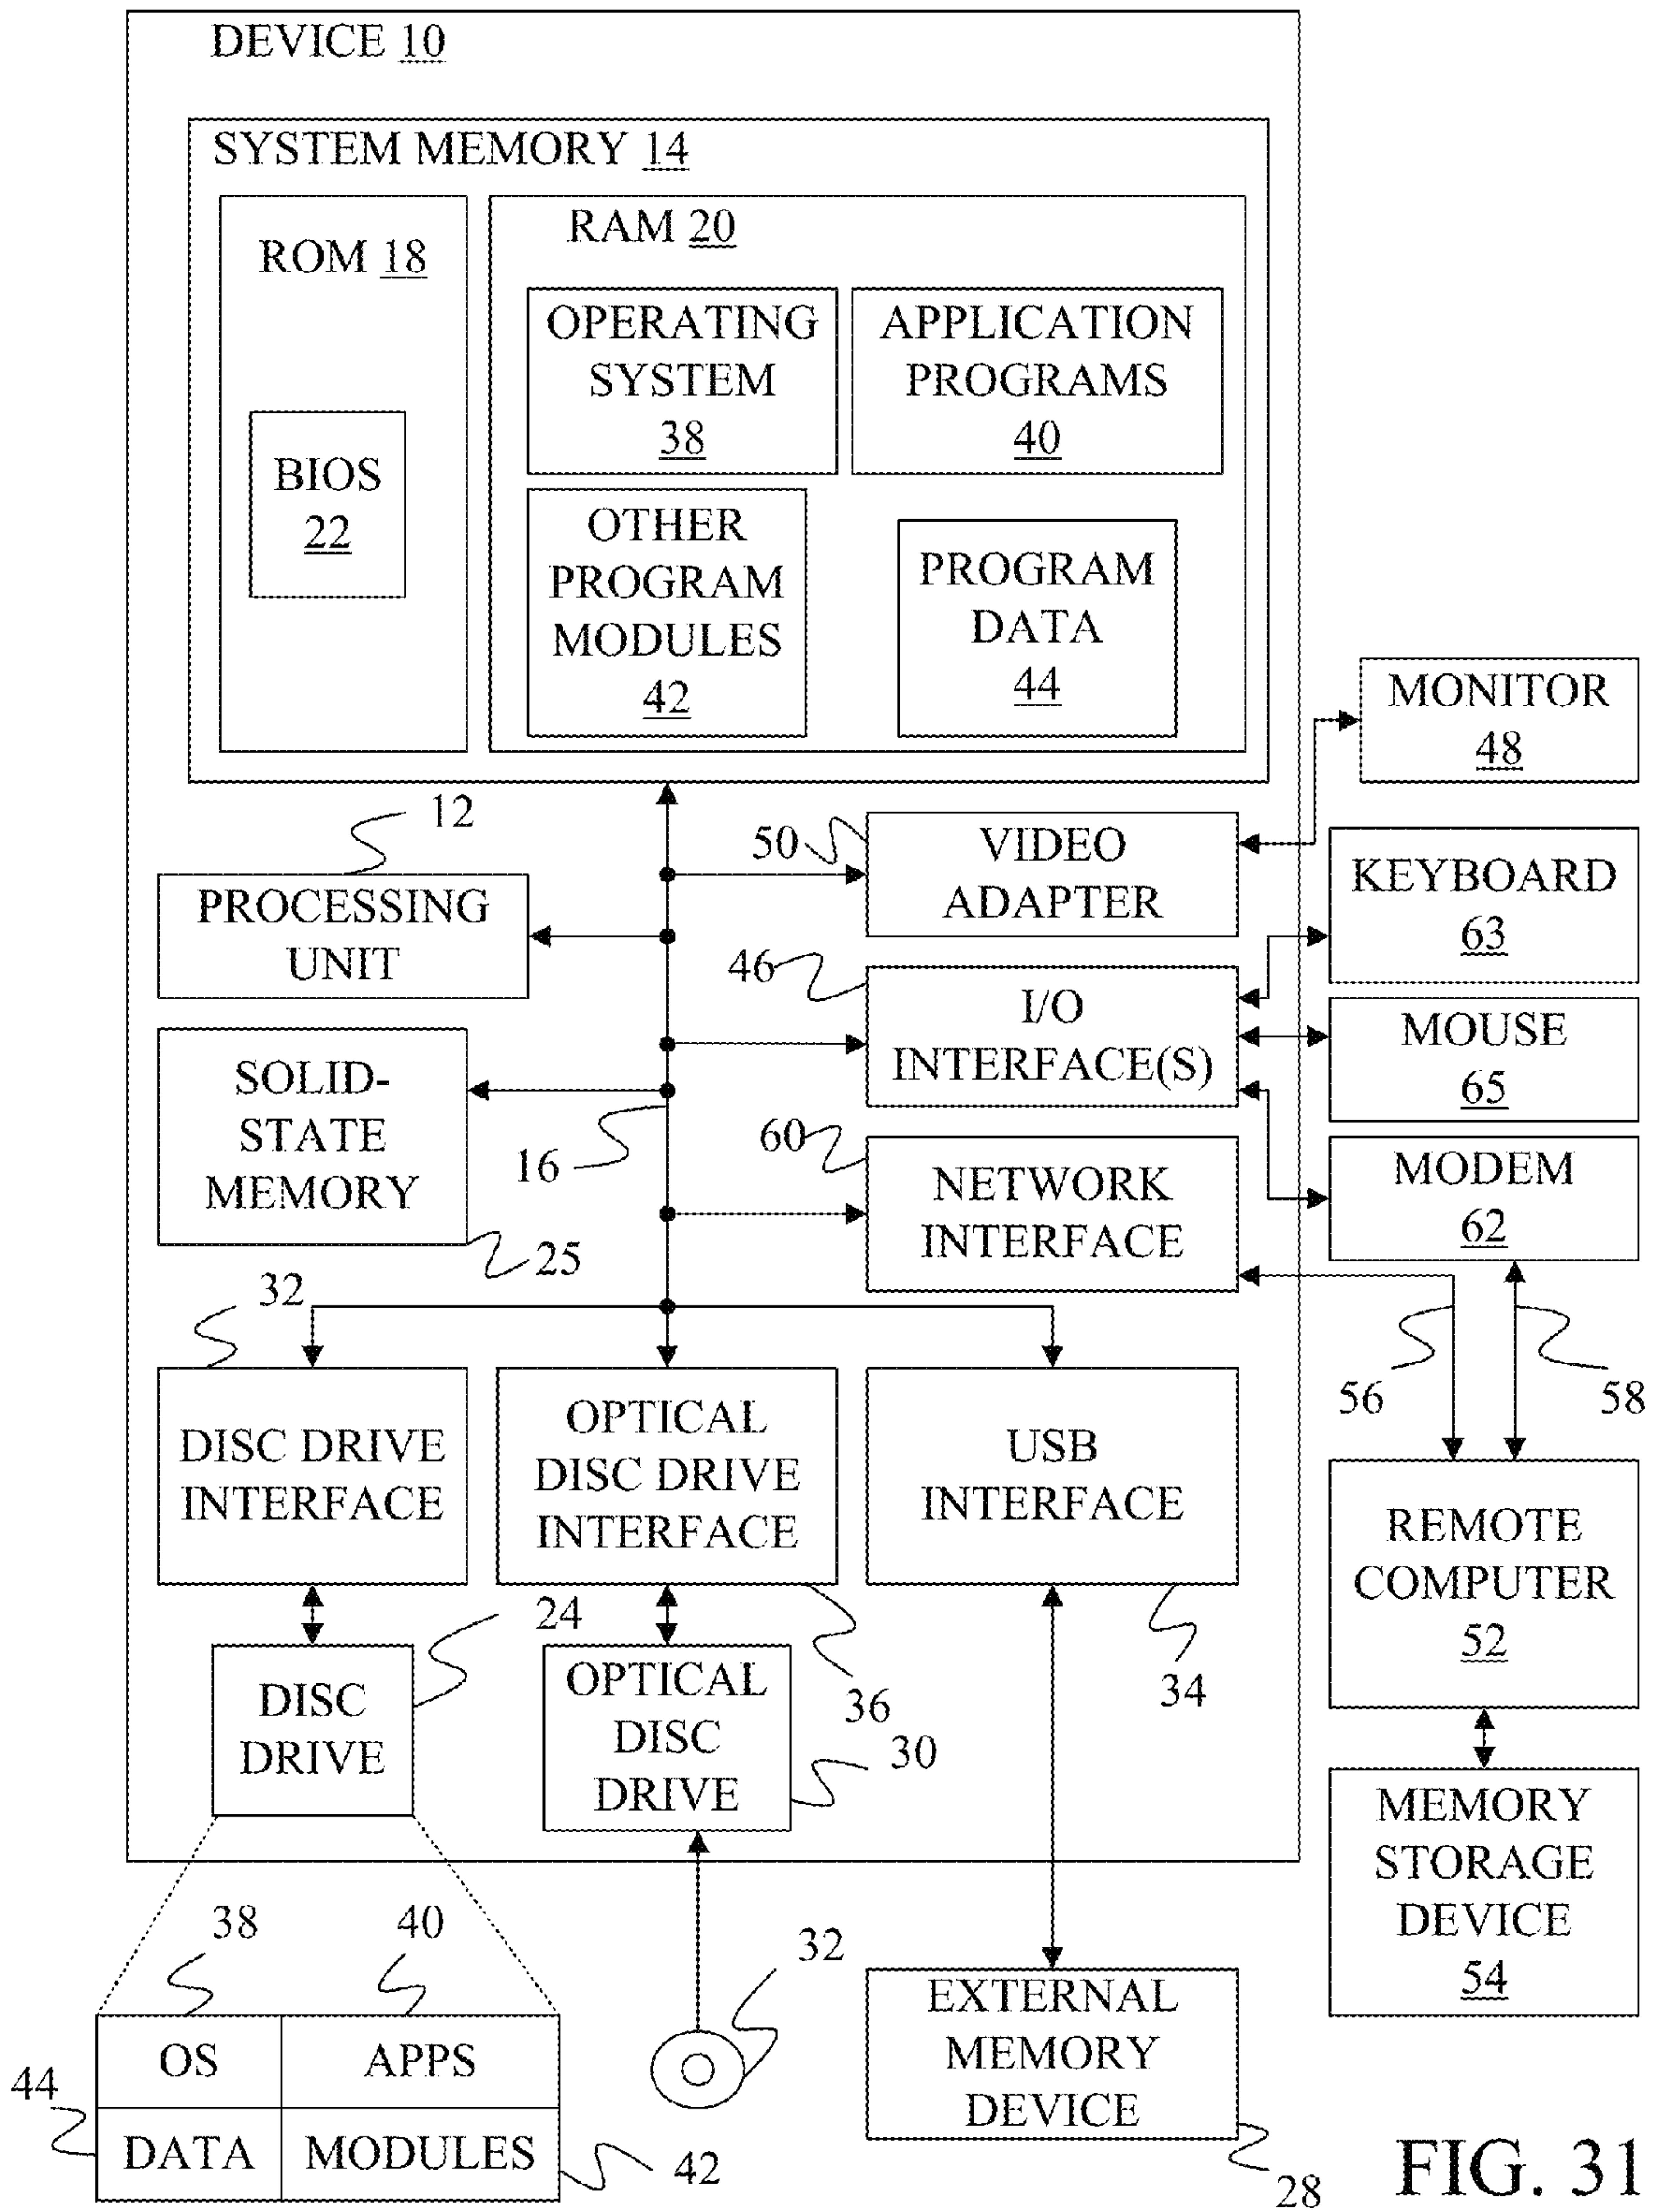 DEVICE 10
SYSTEM MEMORY 14
ROM 18
BIOS
22
RAM 20
OPERATING
SYSTEM
38
APPLICATION
PROGRAMS
40
OTHER
PROGRAM
MODULES
42
PROGRAM
DATA
44
MONITOR
48
12
PROCESSING
UNIT
50
VIDEO
ADAPTER
KEYBOARD
63
46
I/O
INTERFACE(S)
MOUSE
65
SOLID-
STATE
MEMORY
25
16
60
NETWORK
INTERFACE
MODEM
62
56
58
32
DISC DRIVE
INTERFACE
OPTICAL
DISC DRIVE
INTERFACE
USB
INTERFACE
REMOTE
COMPUTER
52
24
DISC
DRIVE
36
OPTICAL
DISC
DRIVE
30
34
MEMORY
STORAGE
DEVICE
54
38
40
OS
APPS
44
DATA
MODULES
42
32
EXTERNAL
MEMORY
DEVICE
28
FIG. 31